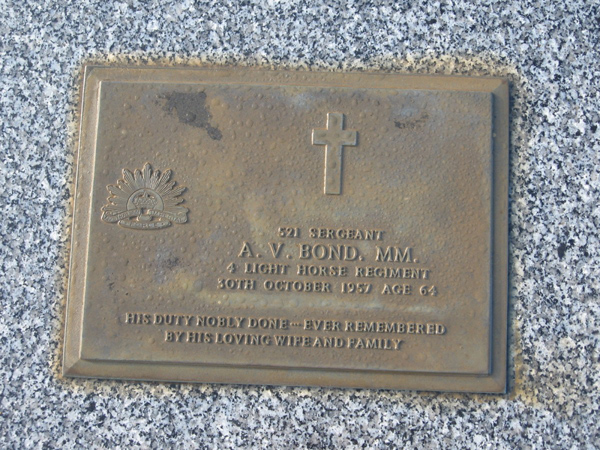 521 SERGEANT
A. V. BOND. MM.
4 LIGHT HORSE REGIMENT
30TH OCTOBER 1957 AGE 64
HIS DUTY NOBLY DONE – EVER REMEMBERED
BY HIS LOVING WIFE AND FAMILY